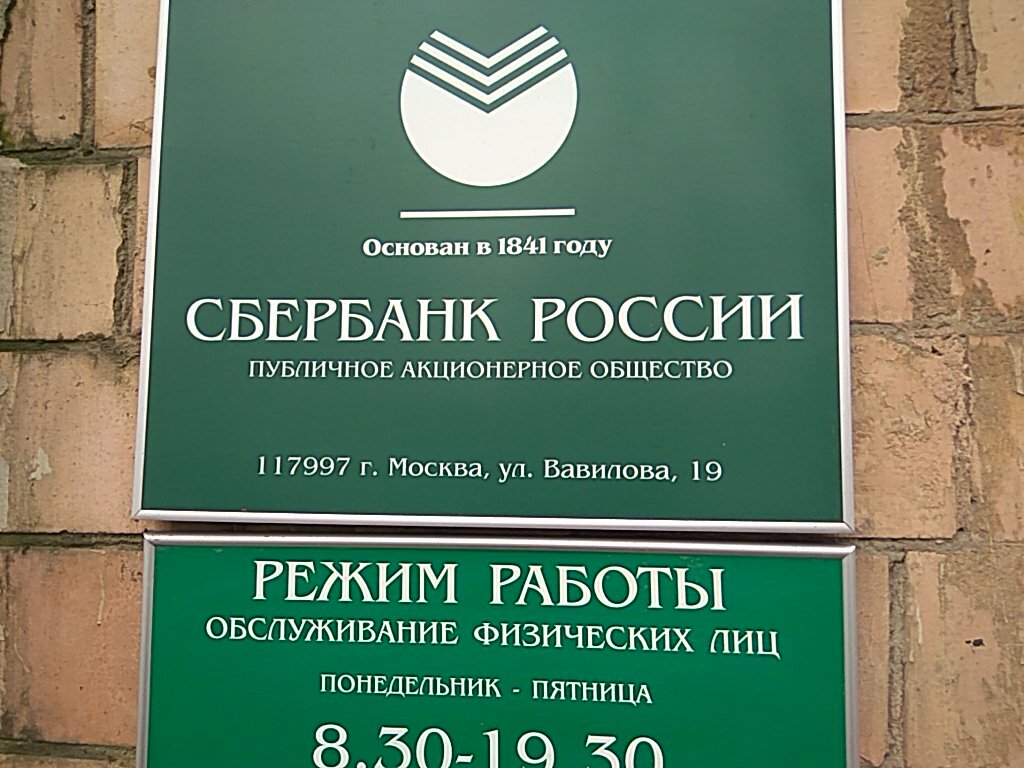 Основан в 1841 году
СБЕРБАНК РОССИИ
ПУБЛИЧНОЕ АКЦИОНЕРНОЕ ОБЩЕСТВО
117997 г. Москва, ул. Вавилова, 19
РЕЖИМ РАБОТЫ
ОБСЛУЖИВАНИЕ ФИЗИЧЕСКИХ ЛИЦ
ПОНЕДЕЛЬНИК - ПЯТНИЦА
8.30-19.30